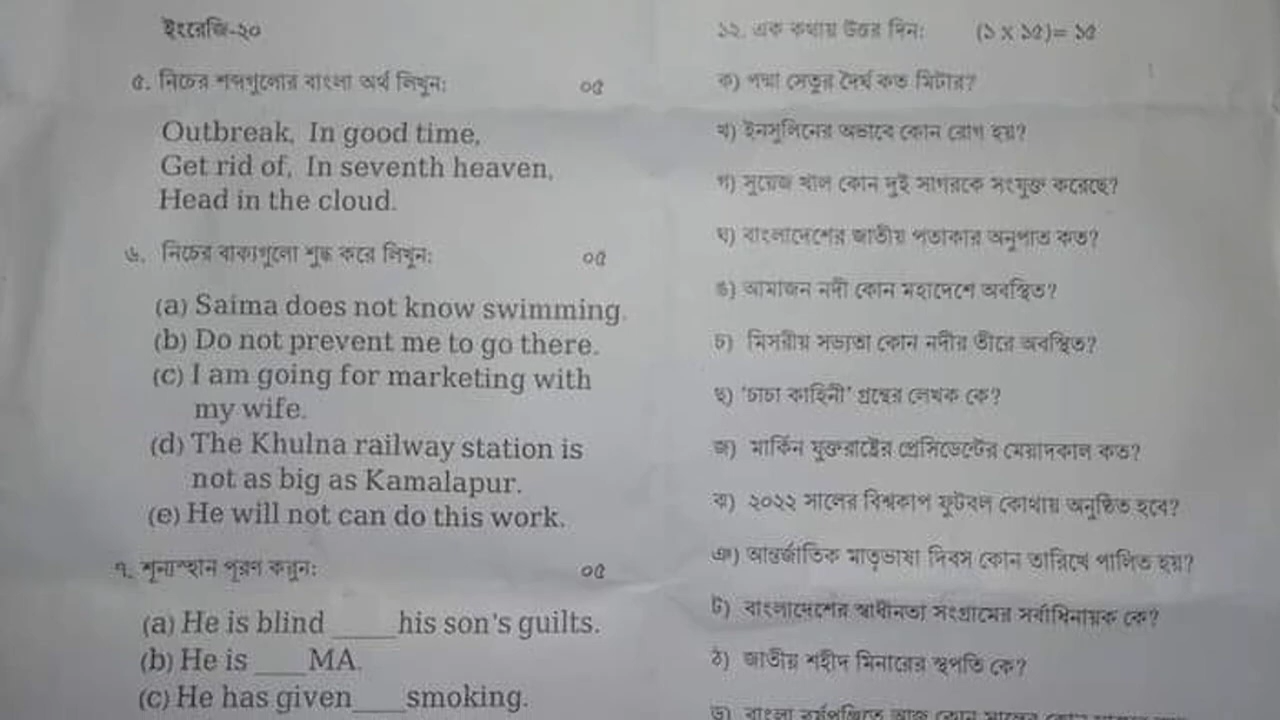 ইংরেজি-২০
৫. নিচের শব্দগুলোর বাংলা অর্থ লিখুন: ০৫
Outbreak, In good time,
Get rid of, In seventh heaven,
Head in the cloud.
৬. নিচের বাক্যগুলো শুদ্ধ করে লিখুন: ০৫
(a) Saima does not know swimming.
(b) Do not prevent me to go there.
(c) I am going for marketing with
my wife.
(d) The Khulna railway station is
not as big as Kamalapur.
(e) He will not can do this work.
৭. শূন্যস্থান পূরণ করুন: ০৫
(a) He is blind ____ his son's guilts.
(b) He is ____ MA.
(c) He has given ____ smoking.
১২. এক কথায় উত্তর দিন: (১ X ১৫)= ১৫
ক) পদ্মা সেতুর দৈর্ঘ কত মিটার?
খ) ইনসুলিনের অভাবে কোন রোগ হয়?
গ) সুয়েজ খাল কোন দুই সাগরকে সংযুক্ত করেছে?
ঘ) বাংলাদেশের জাতীয় পতাকার অনুপাত কত?
ঙ) আমাজন নদী কোন মহাদেশে অবস্থিত?
চ) মিসরীয় সভ্যতা কোন নদীর তীরে অবস্থিত?
ছ) ‘চাচা কাহিনী’ গ্রন্থের লেখক কে?
জ) মার্কিন যুক্তরাষ্ট্রের প্রেসিডেন্টের মেয়াদকাল কত?
ঝ) ২০২২ সালের বিশ্বকাপ ফুটবল কোথায় অনুষ্ঠিত হবে?
ঞ) আন্তর্জাতিক মাতৃভাষা দিবস কোন তারিখে পালিত হয়?
ট) বাংলাদেশের স্বাধীনতা সংগ্রামের সর্বাধিনায়ক কে?
ঠ) জাতীয় শহীদ মিনারের স্থপতি কে?
ড) বাংলা বর্ষপঞ্জিতে আজ কোন মাসের